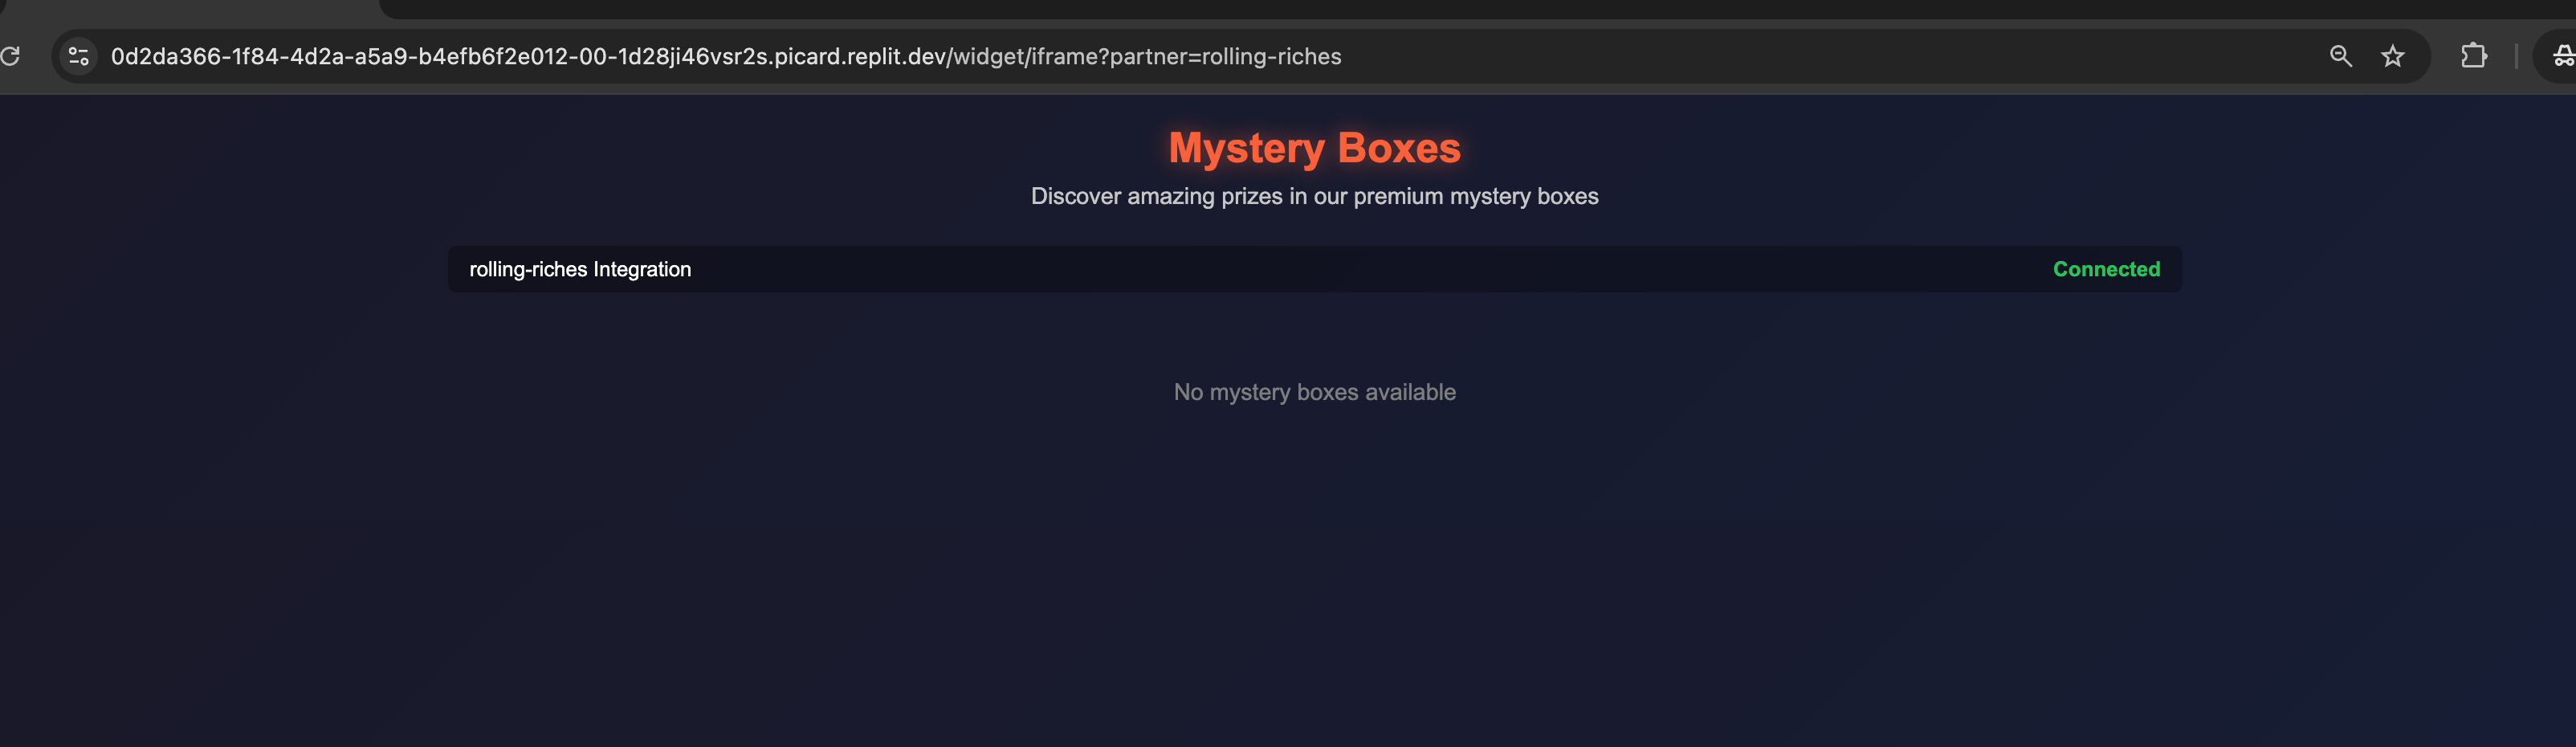 0d2da366-1f84-4d2a-a5a9-b4efb6f2e012-00-1d28ji46vsr2s.picard.replit.dev/widget/iframe?partner=rolling-riches
Mystery Boxes
Discover amazing prizes in our premium mystery boxes
rolling-riches Integration Connected
No mystery boxes available